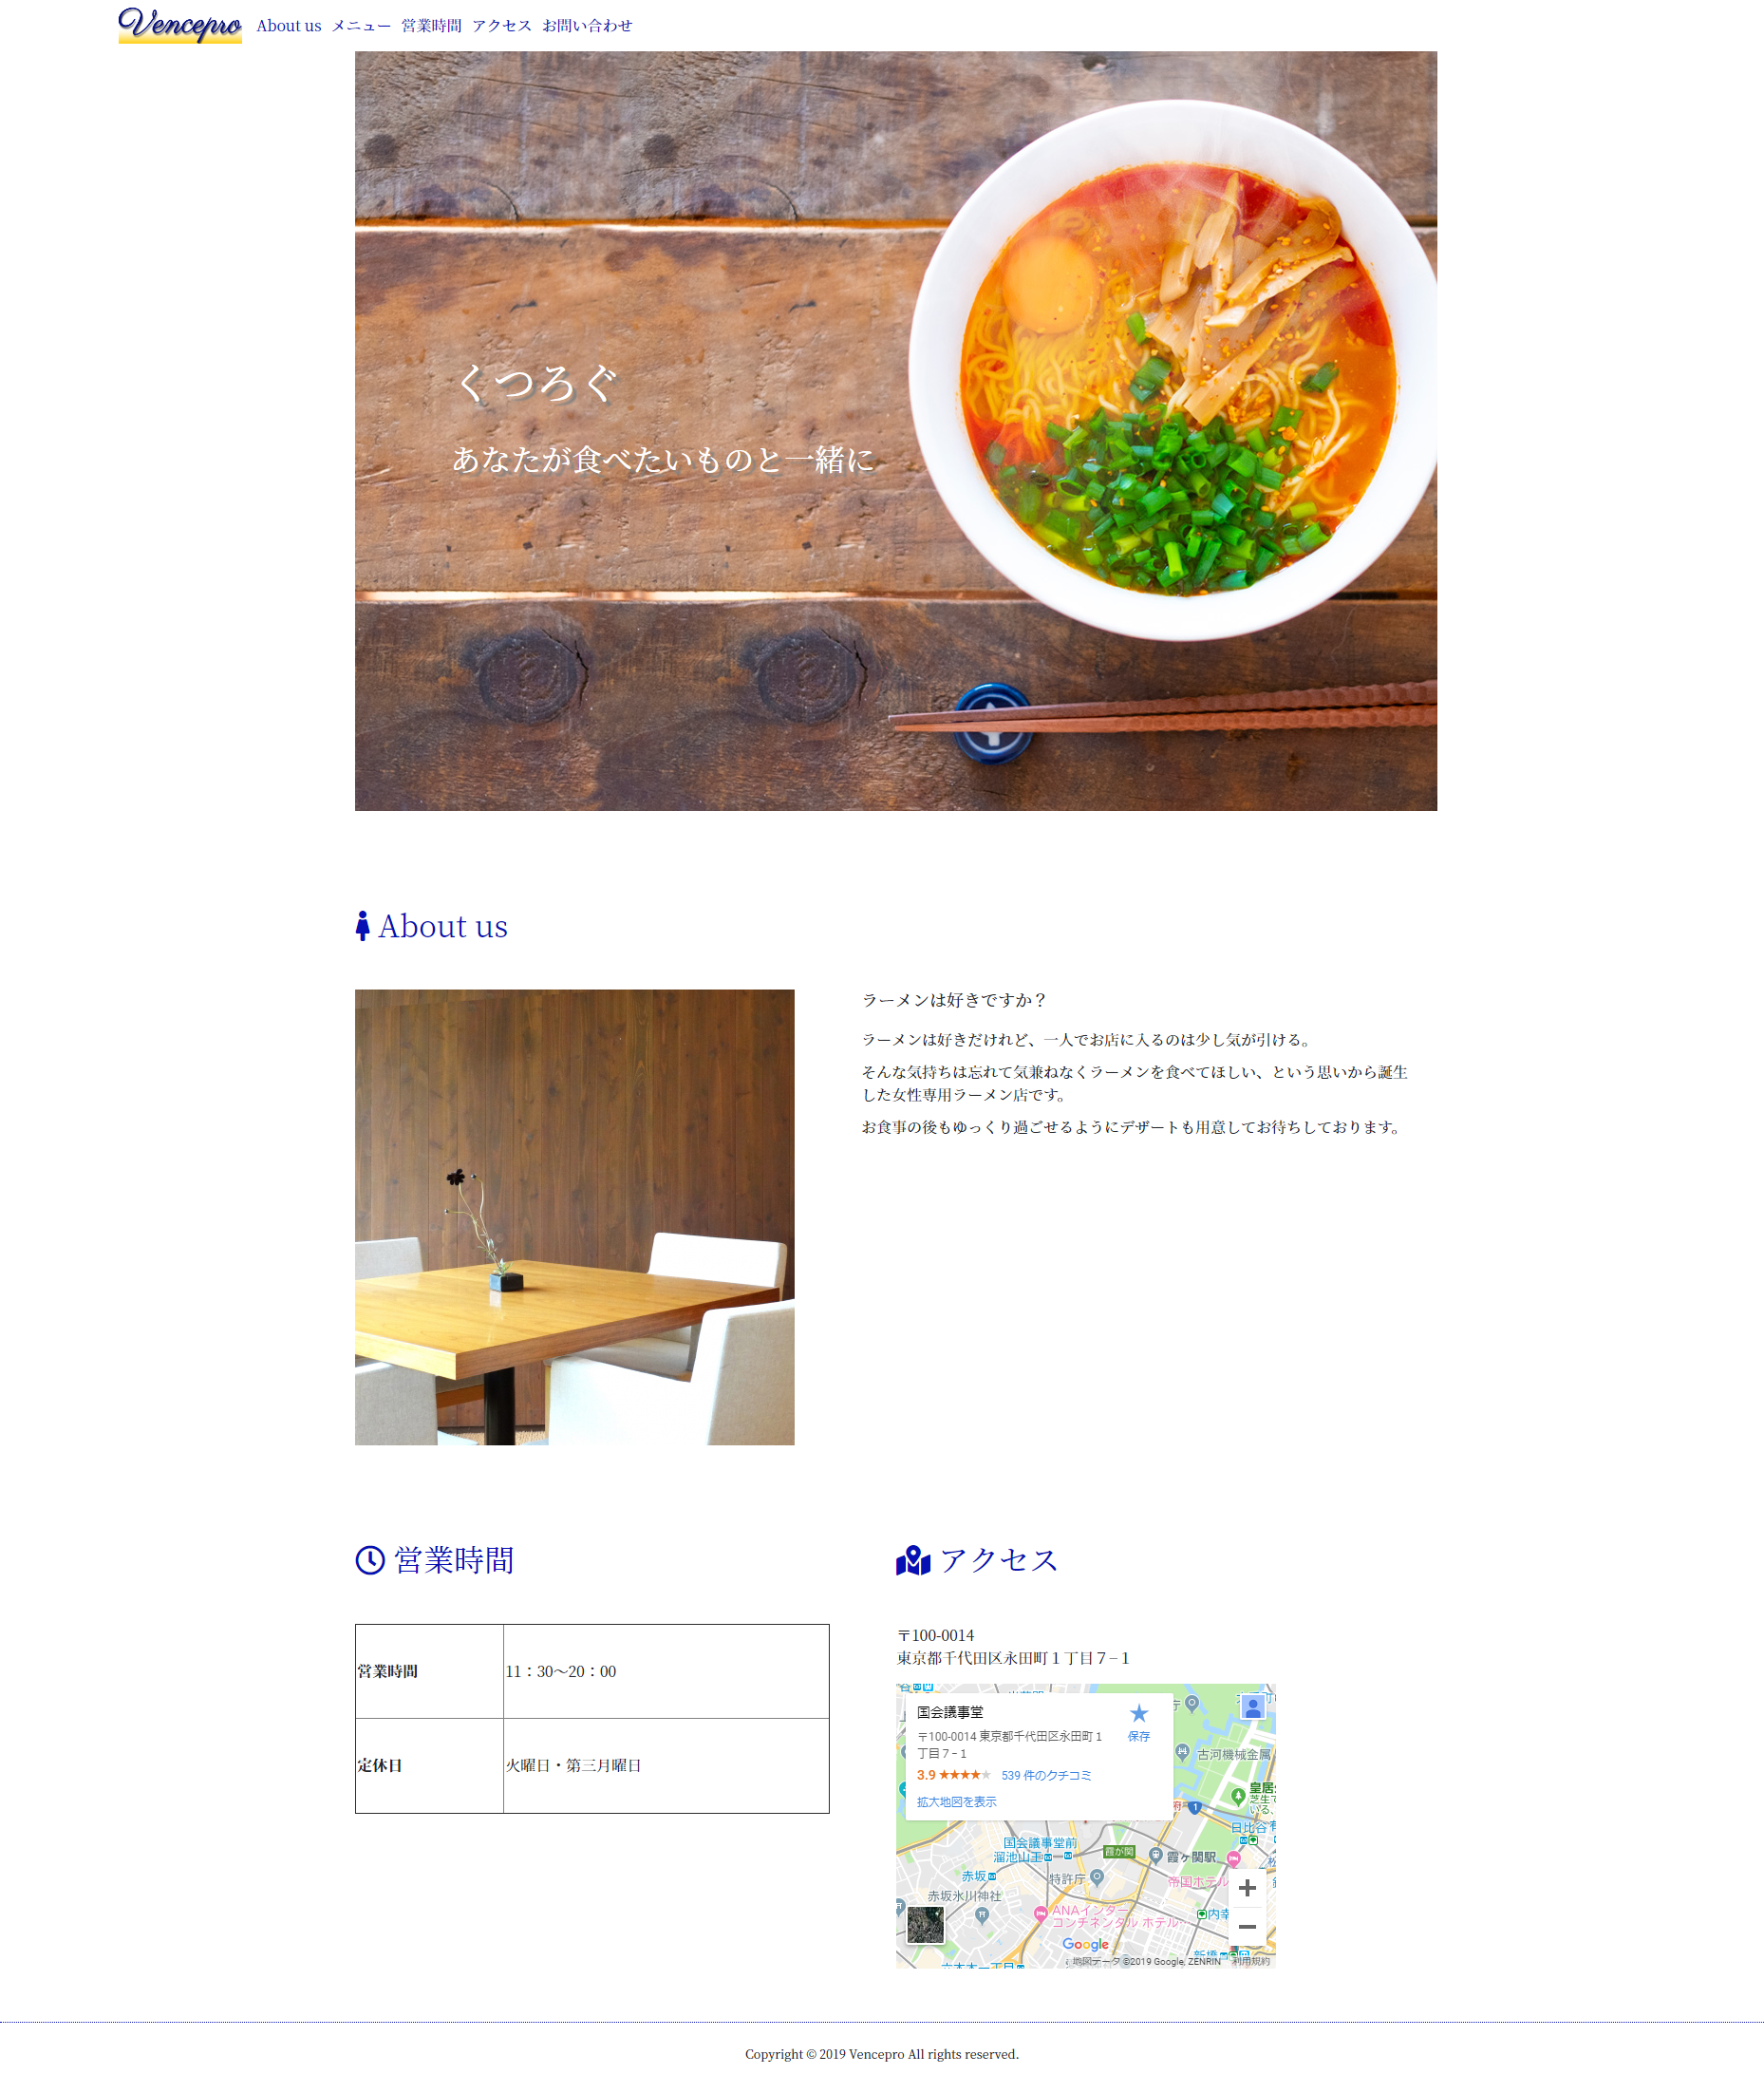 Vencepro About us メニュー 営業時間 アクセス お問い合わせ
くつろぐ
あなたが食べたいものと一緒に
About us
ラーメンは好きですか？
ラーメンは好きだけれど、一人でお店に入るのは少し気が引ける。
そんな気持ちは忘れて気兼ねなくラーメンを食べてほしい、という思いから誕生
した女性専用ラーメン店です。
お食事の後もゆっくり過ごせるようにデザートも用意してお待ちしております。
営業時間
営業時間 11：30～20：00
定休日 火曜日・第三月曜日
アクセス
〒100-0014
東京都千代田区永田町１丁目７−１
国会議事堂
保存
〒100-0014 東京都千代田区永田町１
丁目７−１
3.9 ★★★★★ 539 件のクチコミ
拡大地図を表示
古河機械金属
皇居
芝生
いる、
日比谷
国会議事堂前
溜池山王
霞が関
霞ケ関駅
赤坂
特許庁
帝国ホテル
赤坂氷川神社
ANAインター
コンチネンタル ホテル…
内幸
新橋
Google
地図データ ©2019 Google, ZENRIN 利用規約
六本木一丁目
Copyright © 2019 Vencepro All rights reserved.